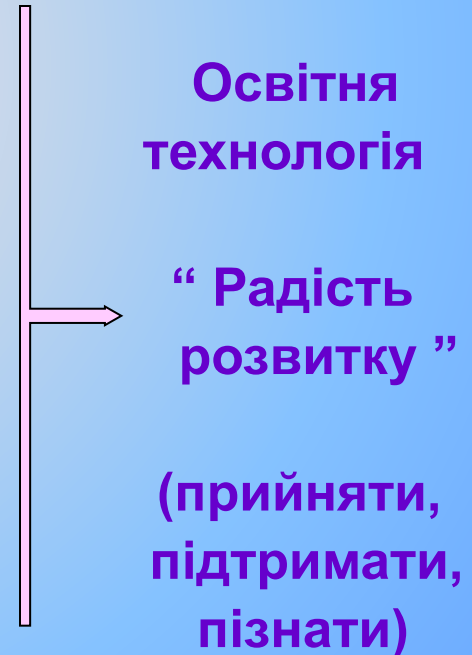 Освітня
технологія
“ Радість
розвитку ”
(прийняти,
підтримати,
пізнати)